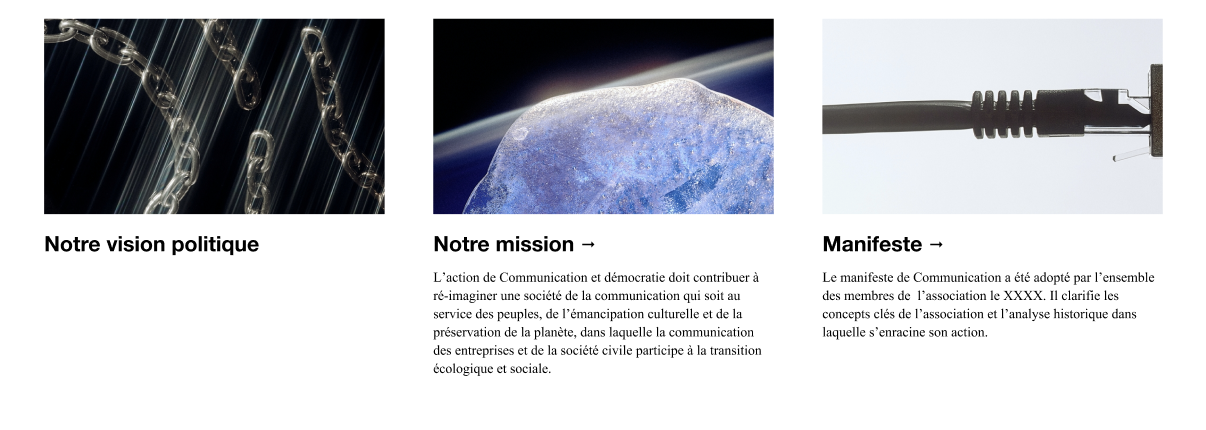 Notre vision politique
Notre mission →
L’action de Communication et démocratie doit contribuer à
ré-imaginer une société de la communication qui soit au
service des peuples, de l’émancipation culturelle et de la
préservation de la planète, dans laquelle la communication
des entreprises et de la société civile participe à la transition
écologique et sociale.
Manifeste →
Le manifeste de Communication a été adopté par l’ensemble
des membres de  l’association le XXXX. Il clarifie les
concepts clés de l’association et l’analyse historique dans
laquelle s’enracine son action.